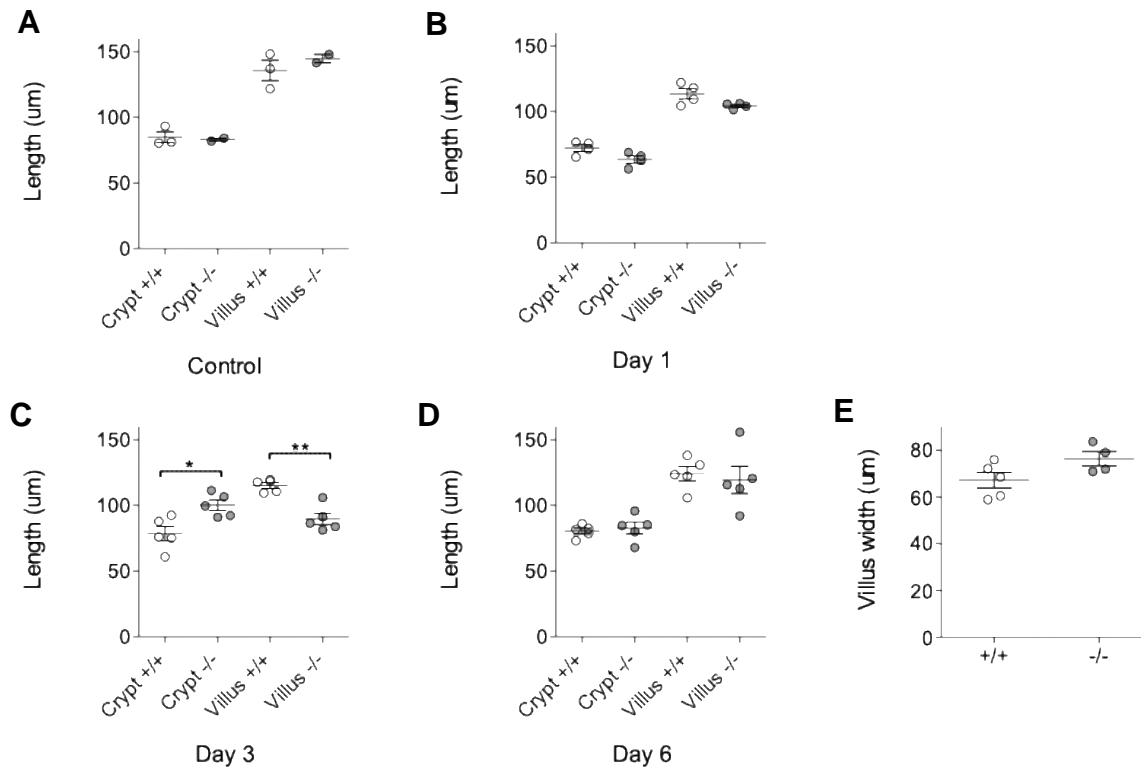 A
Length (um)
150
100
50
0
Crypt +/+
Crypt -/-
Villus +/+
Villus -/-
Control
B
Length (um)
150
100
50
0
Crypt +/+
Crypt -/-
Villus +/+
Villus -/-
Day 1
C
Length (um)
150
100
50
0
*
**
Crypt +/+
Crypt -/-
Villus +/+
Villus -/-
Day 3
D
Length (um)
150
100
50
0
Crypt +/+
Crypt -/-
Villus +/+
Villus -/-
Day 6
E
Villus width (um)
80
60
40
20
0
+/+
-/-